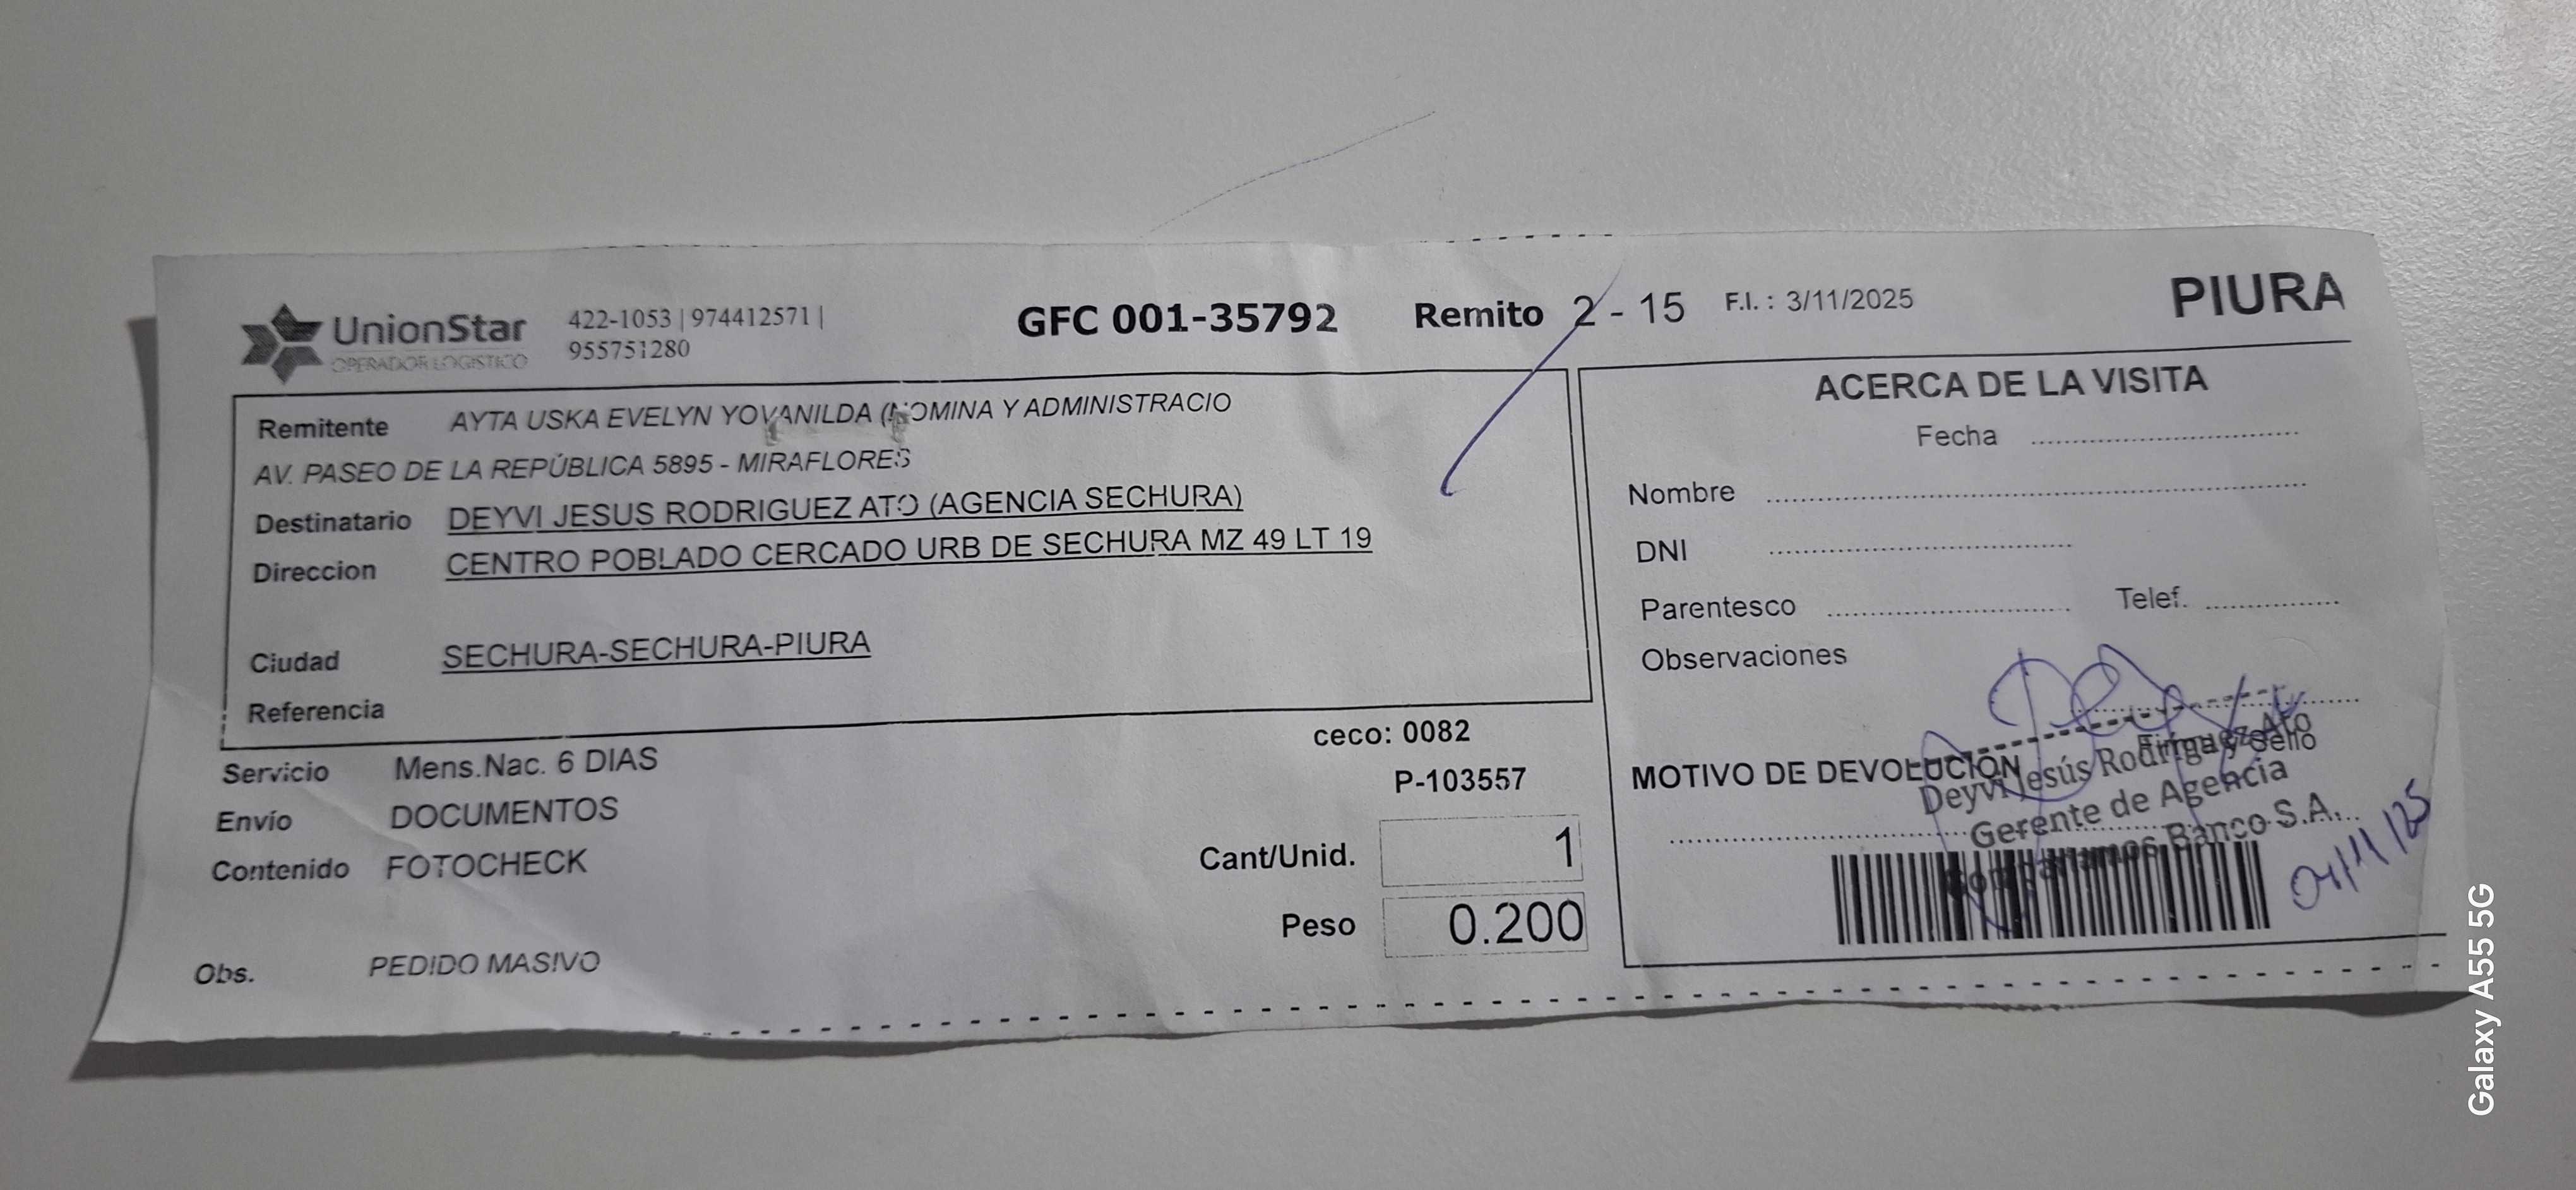 UnionStar
OPERADOR LOGISTICO
422-1053 | 974412571 |
955751280
GFC 001-35792
Remito 2 - 15
F.I. : 3/11/2025
PIURA
Remitente AYTA USKA EVELYN YOVANILDA (NOMINA Y ADMINISTRACIO
AV. PASEO DE LA REPÚBLICA 5895 - MIRAFLORES
Destinatario DEYVI JESUS RODRIGUEZ ATO (AGENCIA SECHURA)
Direccion CENTRO POBLADO CERCADO URB DE SECHURA MZ 49 LT 19
Ciudad SECHURA-SECHURA-PIURA
Referencia
Servicio Mens.Nac. 6 DIAS
Envío DOCUMENTOS
Contenido FOTOCHECK
Obs. PEDIDO MASIVO
ceco: 0082
P-103557
Cant/Unid. 1
Peso 0.200
ACERCA DE LA VISITA
Fecha
Nombre
DNI
Parentesco Telef.
Observaciones
Firma y Sello
MOTIVO DE DEVOLUCIÓN
Deyvi Jesús Rodríguez Ato
Gerente de Agencia
Compartamos Banco S.A.
04/11/25
Galaxy A55 5G